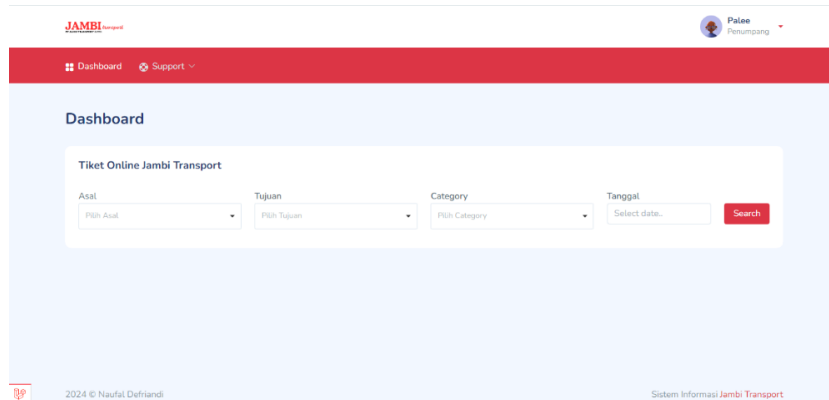 JAMBI Transport
Palee
Penumpang
Dashboard
Support
Dashboard
Tiket Online Jambi Transport
Asal
Tujuan
Category
Tanggal
Pilih Asal
Pilih Tujuan
Pilih Category
Select date..
Search
2024 © Naufal Defriandi
Sistem Informasi Jambi Transport